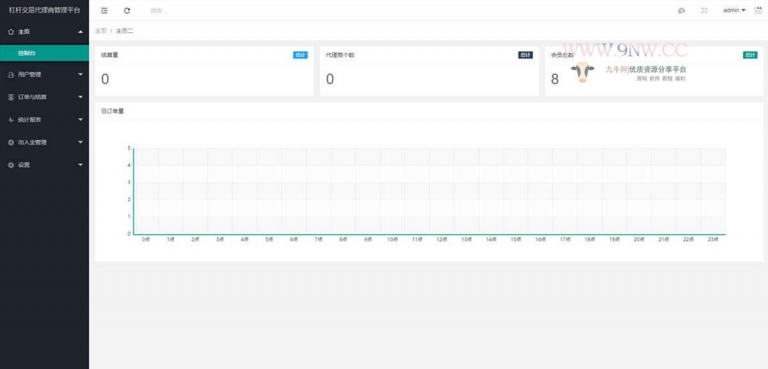 杠杆交易代理商管理平台
搜索...
admin
主页
主页 / 主页二
控制台
用户管理
订单与结算
统计报表
出入金管理
设置
结算量
总计
0
代理商个数
总计
0
会员总数
总计
8
WWW.9NW.CC
九牛网|优质资源分享平台
源码 软件 教程 福利
日订单量
5
4
3
2
1
0
0点 1点 2点 3点 4点 5点 6点 7点 8点 9点 10点 11点 12点 13点 14点 15点 16点 17点 18点 19点 20点 21点 22点 23点